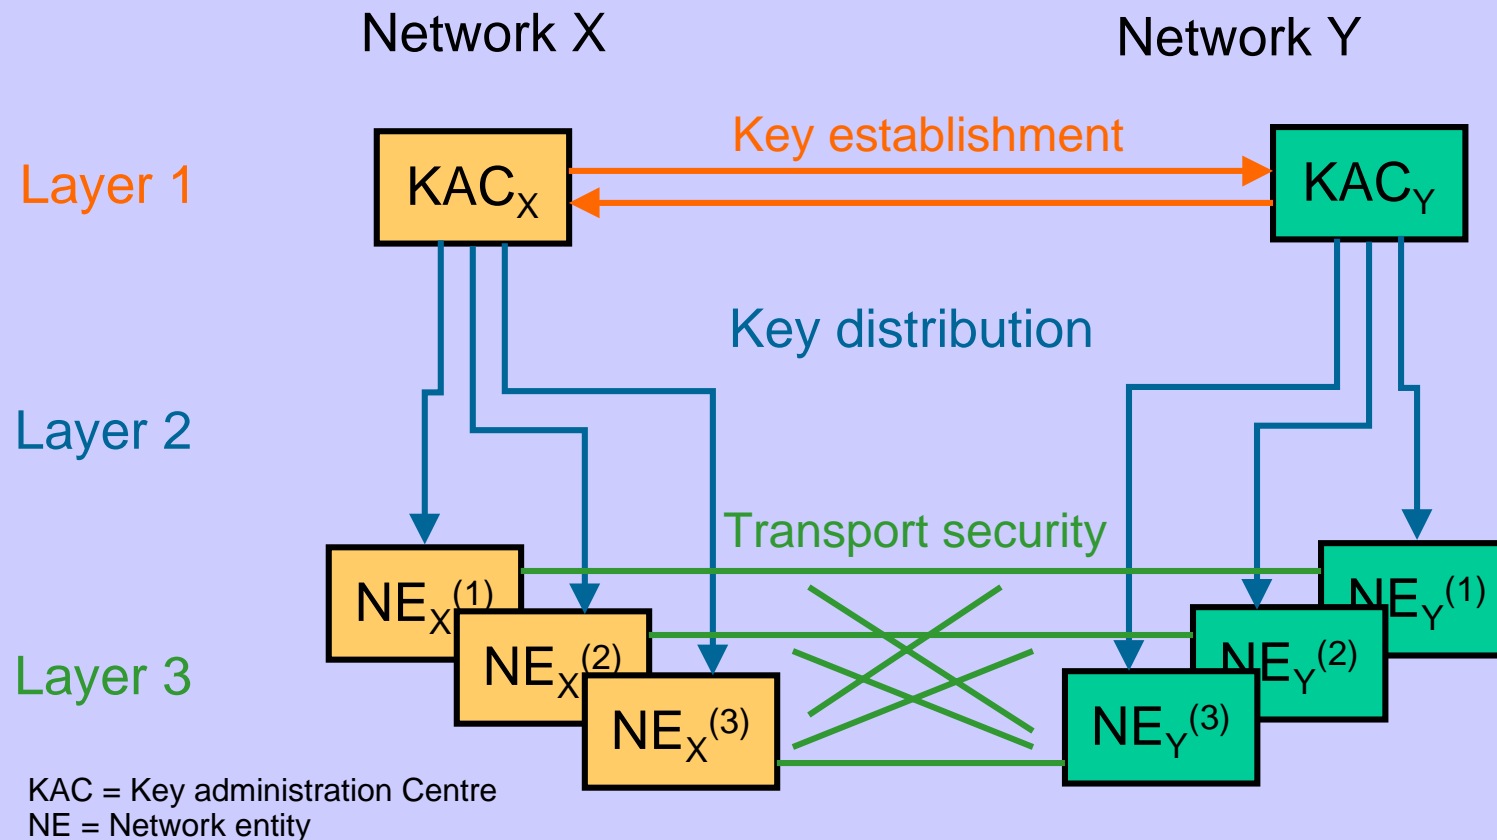 Network X
Network Y
Key establishment
Layer 1
KACX
KACY
Key distribution
Layer 2
Transport security
NEX(1)
NEY(1)
NEX(2)
NEY(2)
Layer 3
NEX(3)
NEY(3)
KAC = Key administration Centre
NE = Network entity